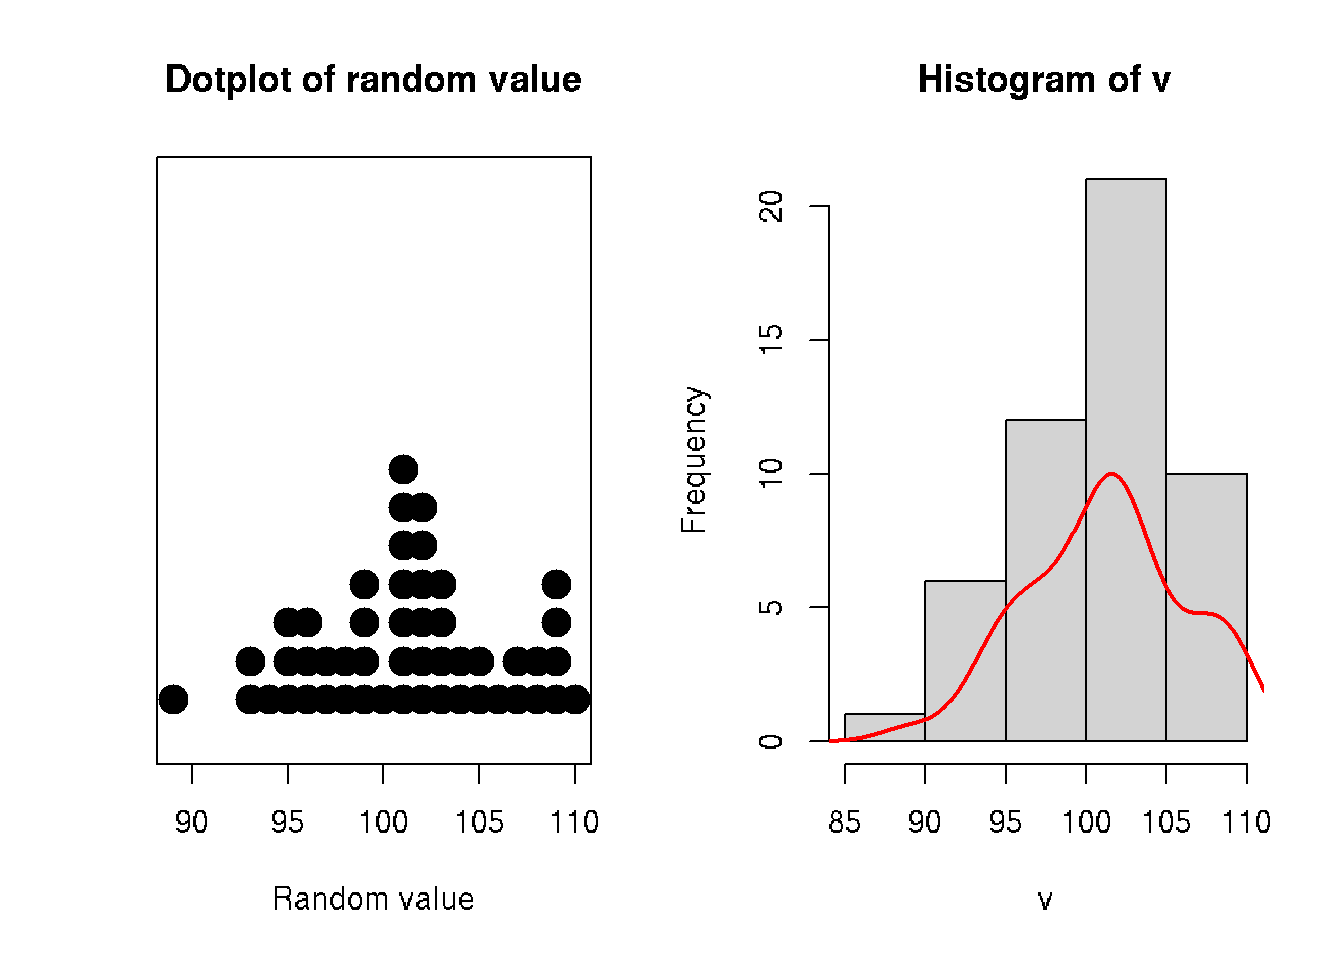 Dotplot of random value
90 95 100 105 110
Random value
Histogram of v
Frequency
0 5 10 15 20
85 90 95 100 105 110
v